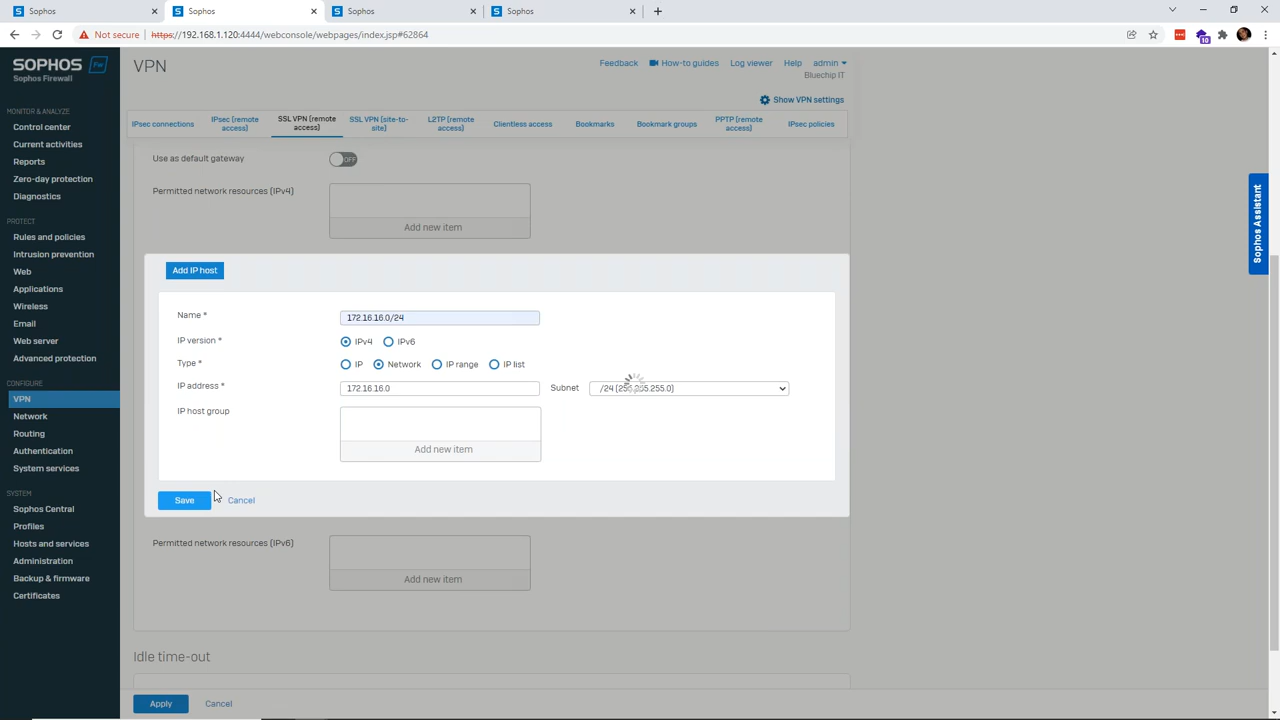 Sophos
Sophos
Sophos
Sophos
Not secure
https://192.168.1.120:4444/webconsole/webpages/index.jsp#62864
10
SOPHOS
Fw
Sophos Firewall
MONITOR & ANALYZE
Control center
Current activities
Reports
Zero-day protection
Diagnostics
PROTECT
Rules and policies
Intrusion prevention
Web
Applications
Wireless
Email
Web server
Advanced protection
CONFIGURE
VPN
Network
Routing
Authentication
System services
SYSTEM
Sophos Central
Profiles
Hosts and services
Administration
Backup & firmware
Certificates
VPN
Feedback
How-to guides
Log viewer
Help
admin
Bluechip IT
Show VPN settings
IPsec connections
IPsec (remote
access)
SSL VPN (remote
access)
SSL VPN (site-to-
site)
L2TP (remote
access)
Clientless access
Bookmarks
Bookmark groups
PPTP (remote
access)
IPsec policies
Use as default gateway
OFF
Permitted network resources (IPv4)
Add new item
Add IP host
Name *
172.16.16.0/24
IP version *
IPv4
IPv6
Type *
IP
Network
IP range
IP list
IP address *
172.16.16.0
Subnet
/24 (255.255.255.0)
IP host group
Add new item
Save
Cancel
Permitted network resources (IPv6)
Add new item
Idle time-out
Apply
Cancel
Sophos Assistant